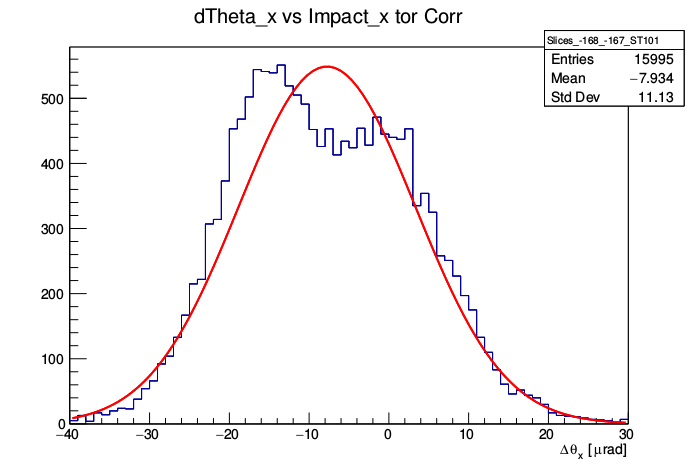 dTheta_x vs Impact_x tor Corr
Slices_-168_-167_ST101
Entries 15995
Mean −7.934
Std Dev 11.13
500
400
300
200
100
0
−40 −30 −20 −10 0 10 20 30
Δθx [μrad]